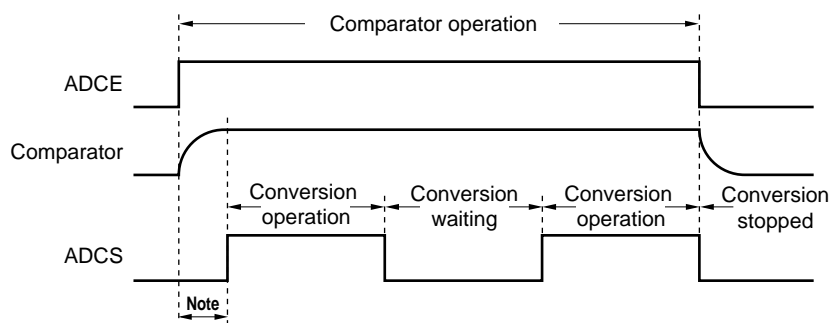 Comparator operation
ADCE
Comparator
Conversion operation
Conversion waiting
Conversion operation
Conversion stopped
ADCS
Note